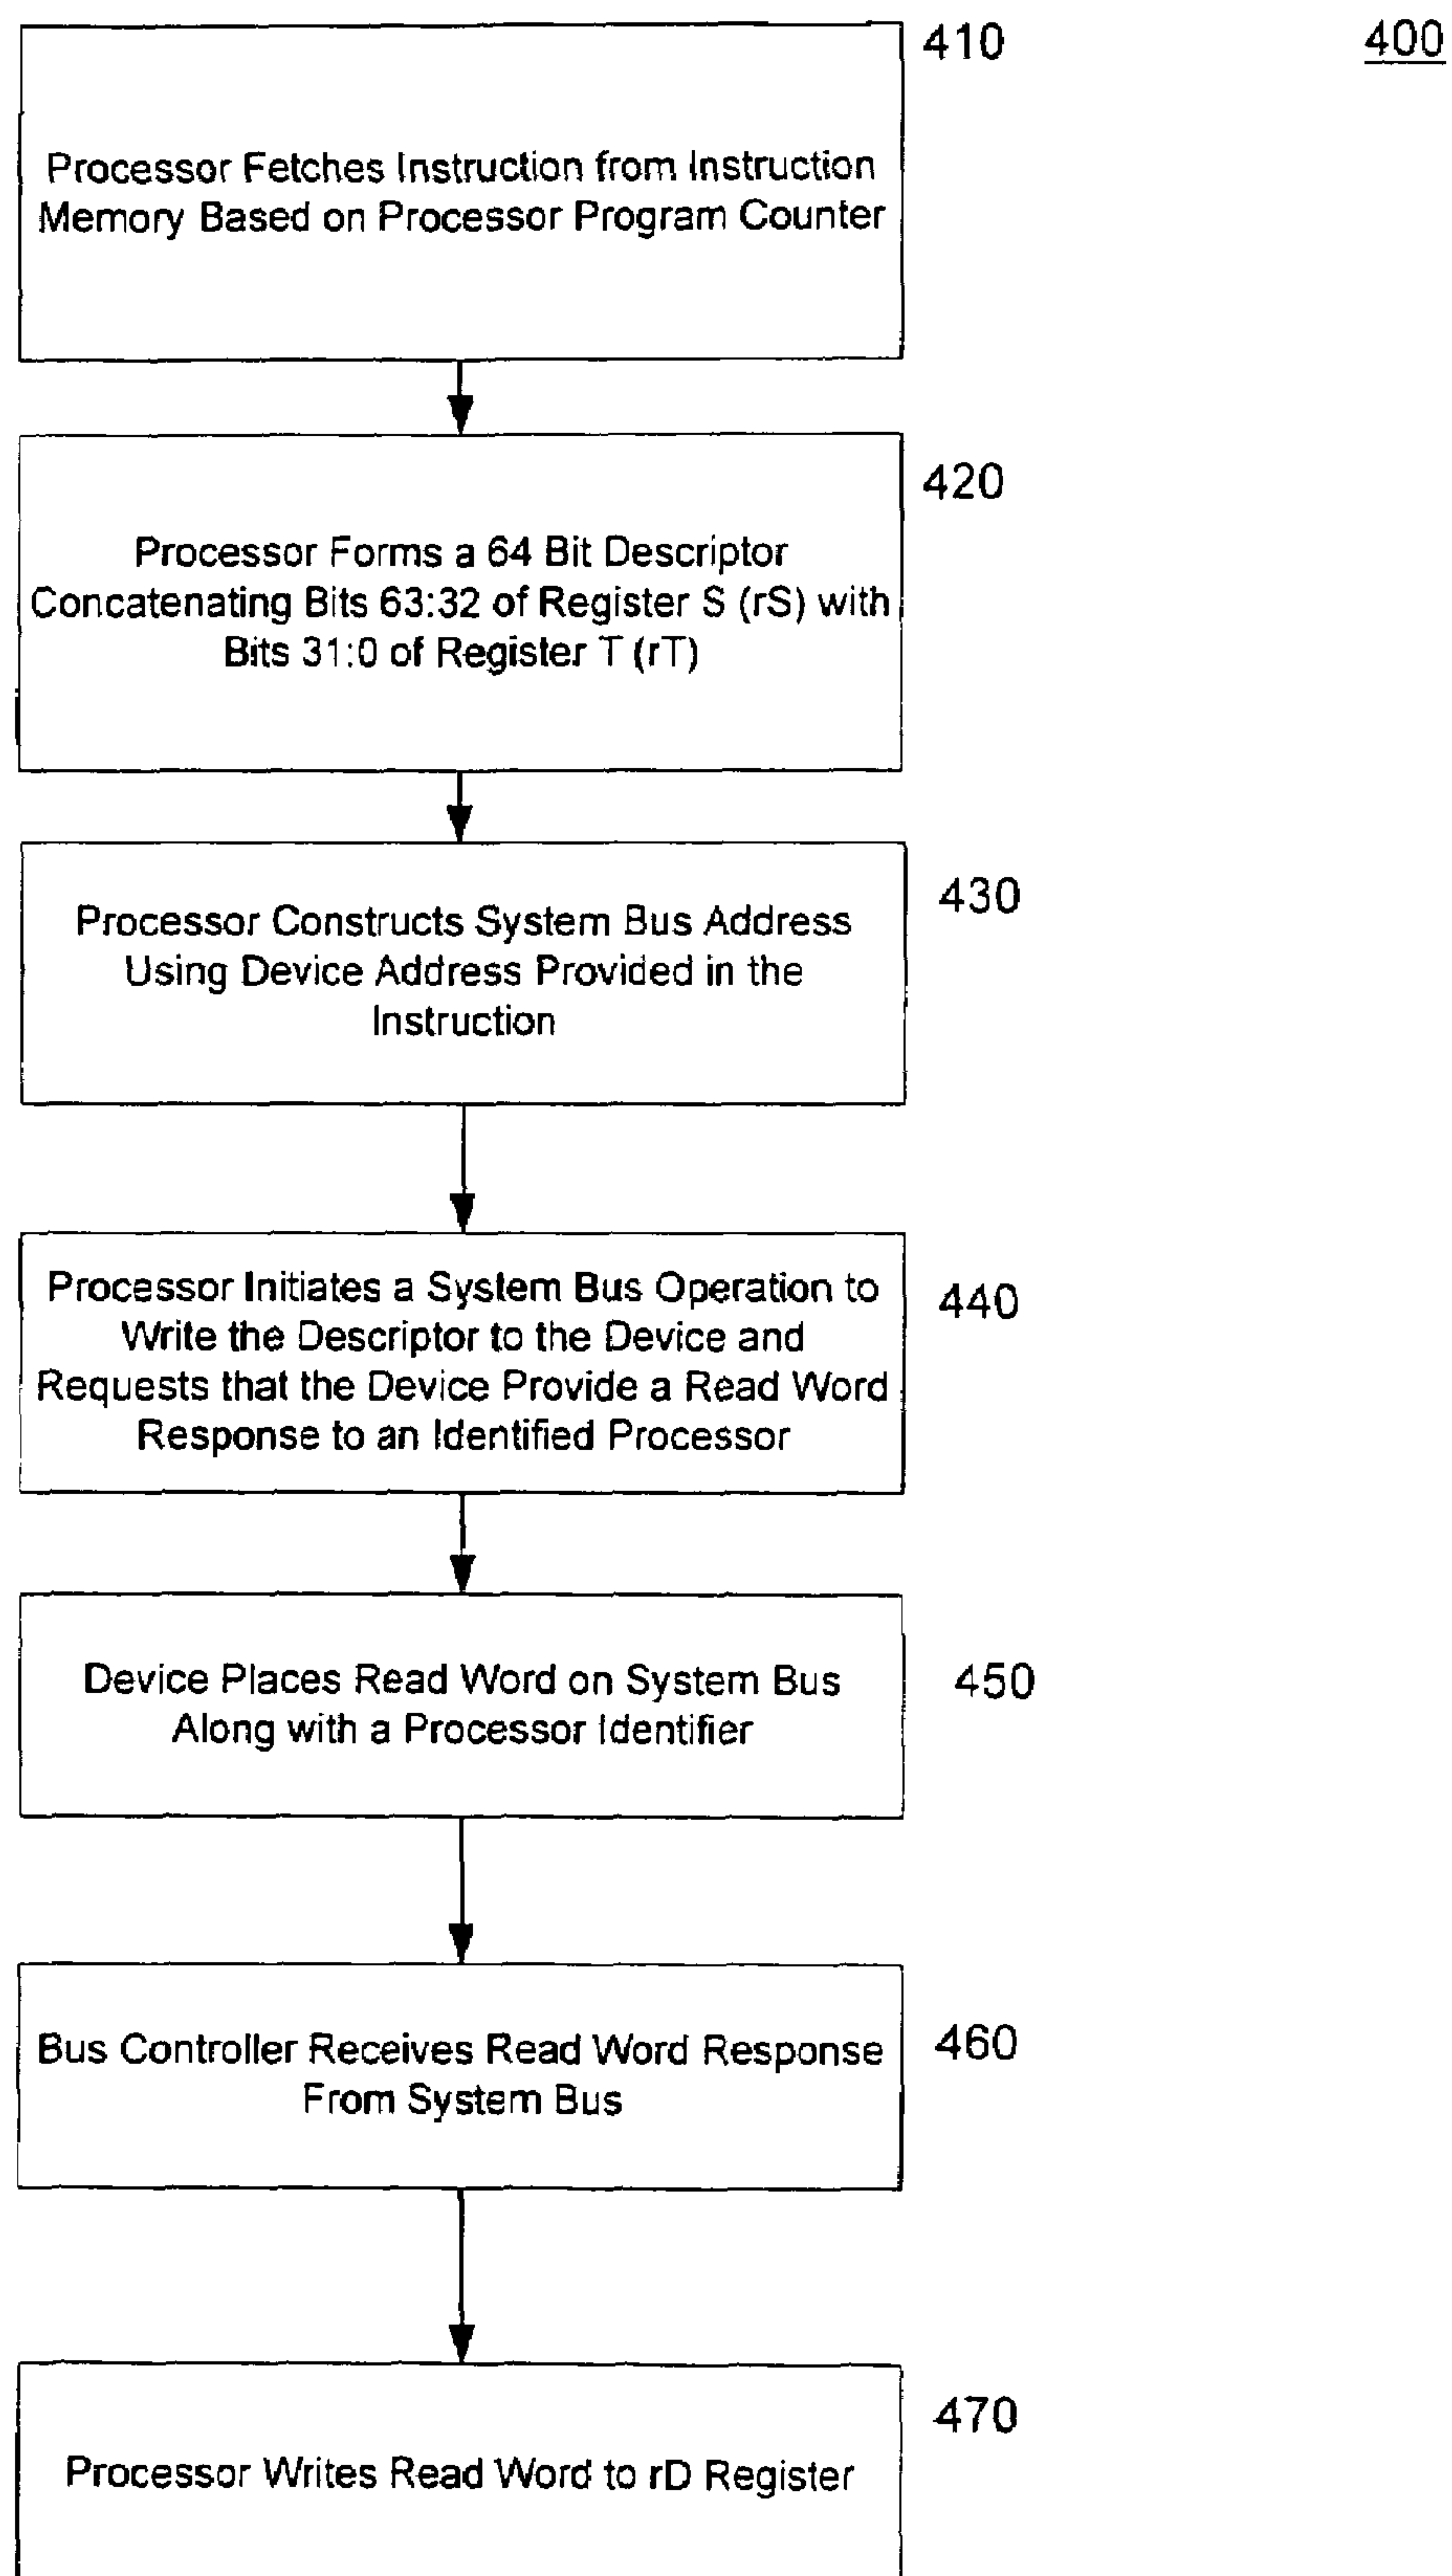 410
400
Processor Fetches Instruction from Instruction
Memory Based on Processor Program Counter
420
Processor Forms a 64 Bit Descriptor
Concatenating Bits 63:32 of Register S (rS) with
Bits 31:0 of Register T (rT)
430
Processor Constructs System Bus Address
Using Device Address Provided in the
Instruction
440
Processor Initiates a System Bus Operation to
Write the Descriptor to the Device and
Requests that the Device Provide a Read Word
Response to an Identified Processor
450
Device Places Read Word on System Bus
Along with a Processor Identifier
460
Bus Controller Receives Read Word Response
From System Bus
470
Processor Writes Read Word to rD Register